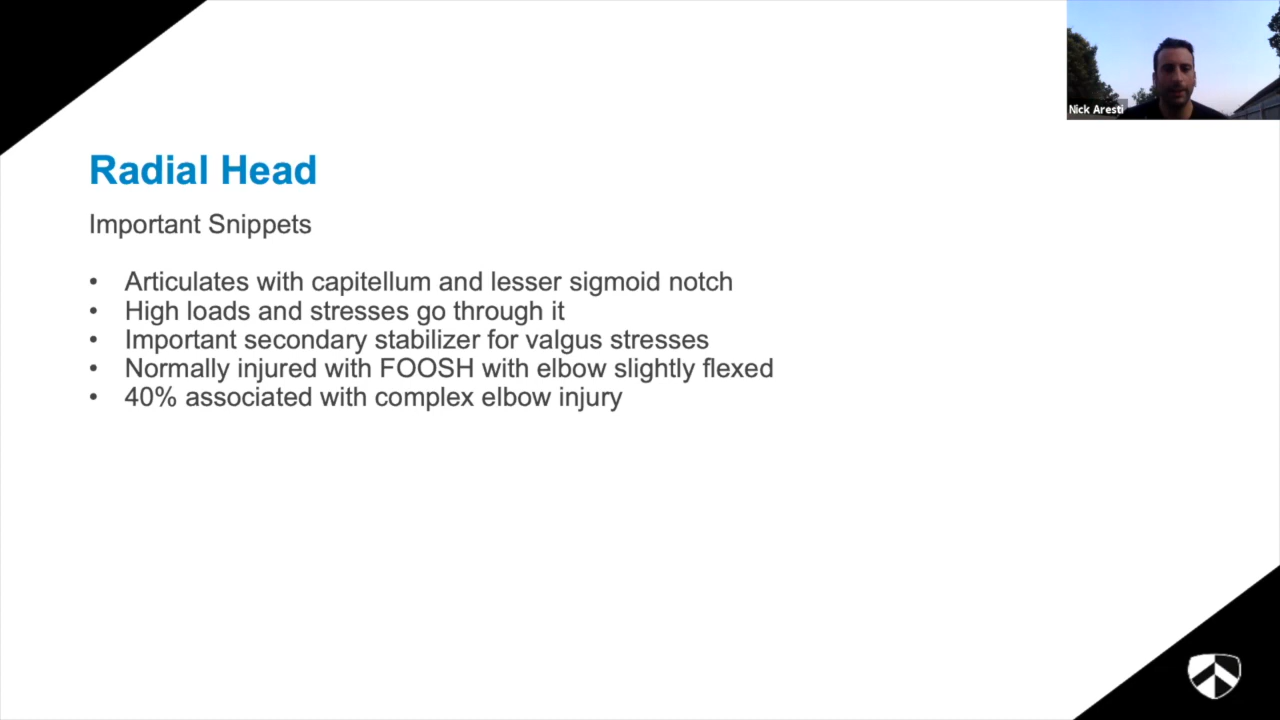 Nick Aresti
Radial Head
Important Snippets
• Articulates with capitellum and lesser sigmoid notch
• High loads and stresses go through it
• Important secondary stabilizer for valgus stresses
• Normally injured with FOOSH with elbow slightly flexed
• 40% associated with complex elbow injury